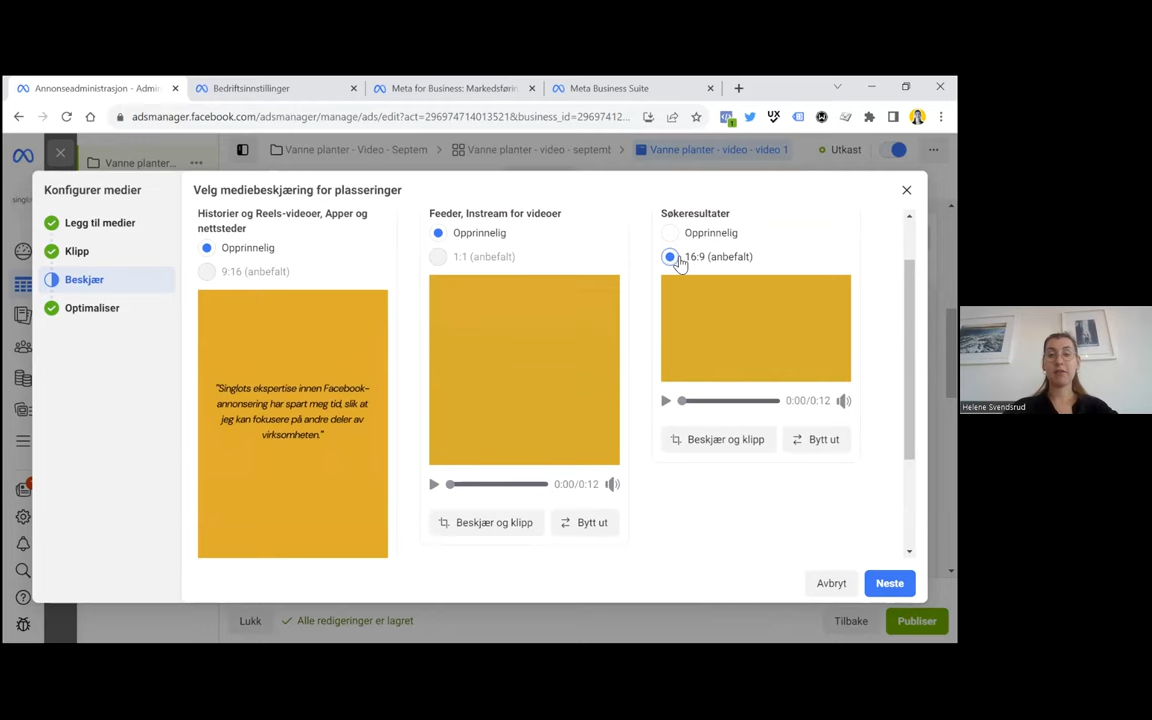 Annonseadministrasjon - Admin
Bedriftsinnstillinger
Meta for Business: Markedsførin
Meta Business Suite
adsmanager.facebook.com/adsmanager/manage/ads/edit?act=296974714013521&business_id=29697412...
Vanne planter...
Vanne planter - Video - Septem
Vanne planter - video - septemb
Vanne planter - video - video 1
Utkast
Konfigurer medier
Legg til medier
Klipp
Beskjær
Optimaliser
Velg mediebeskjæring for plasseringer
Historier og Reels-videoer, Apper og
nettsteder
Opprinnelig
9:16 (anbefalt)
"Singlots ekspertise innen Facebook-
annonsering har spart meg tid, slik at
jeg kan fokusere på andre deler av
virksomheten."
Feeder, Instream for videoer
Opprinnelig
1:1 (anbefalt)
0:00/0:12
Beskjær og klipp
Bytt ut
Søkeresultater
Opprinnelig
16:9 (anbefalt)
0:00/0:12
Beskjær og klipp
Bytt ut
Avbryt
Neste
Lukk
Alle redigeringer er lagret
Tilbake
Publiser
Helene Svendsrud